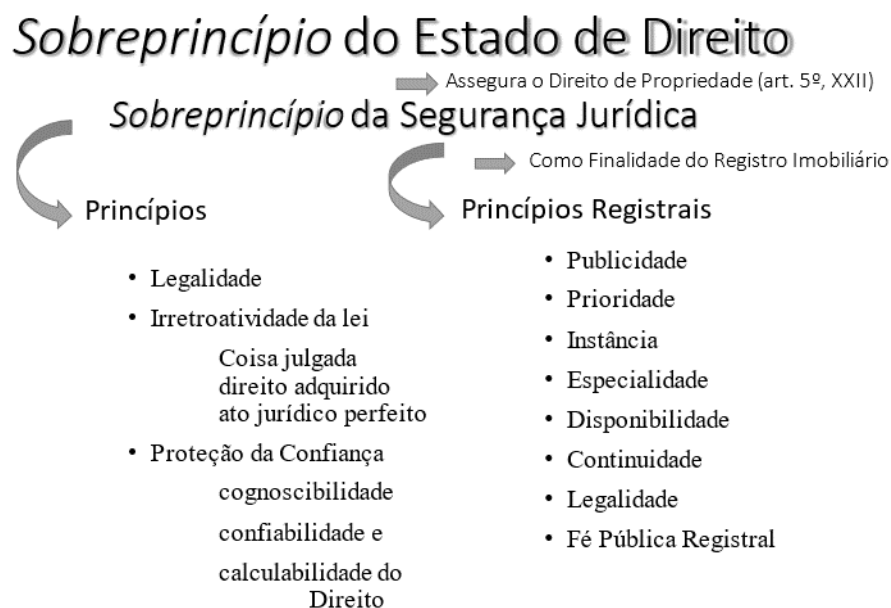 Sobreprincípio do Estado de Direito
Assegura o Direito de Propriedade (art. 5º, XXII)
Sobreprincípio da Segurança Jurídica
Como Finalidade do Registro Imobiliário
Princípios
• Legalidade
• Irretroatividade da lei
Coisa julgada
direito adquirido
ato jurídico perfeito
• Proteção da Confiança
cognoscibilidade
confiabilidade e
calculabilidade do
Direito
Princípios Registrais
• Publicidade
• Prioridade
• Instância
• Especialidade
• Disponibilidade
• Continuidade
• Legalidade
• Fé Pública Registral